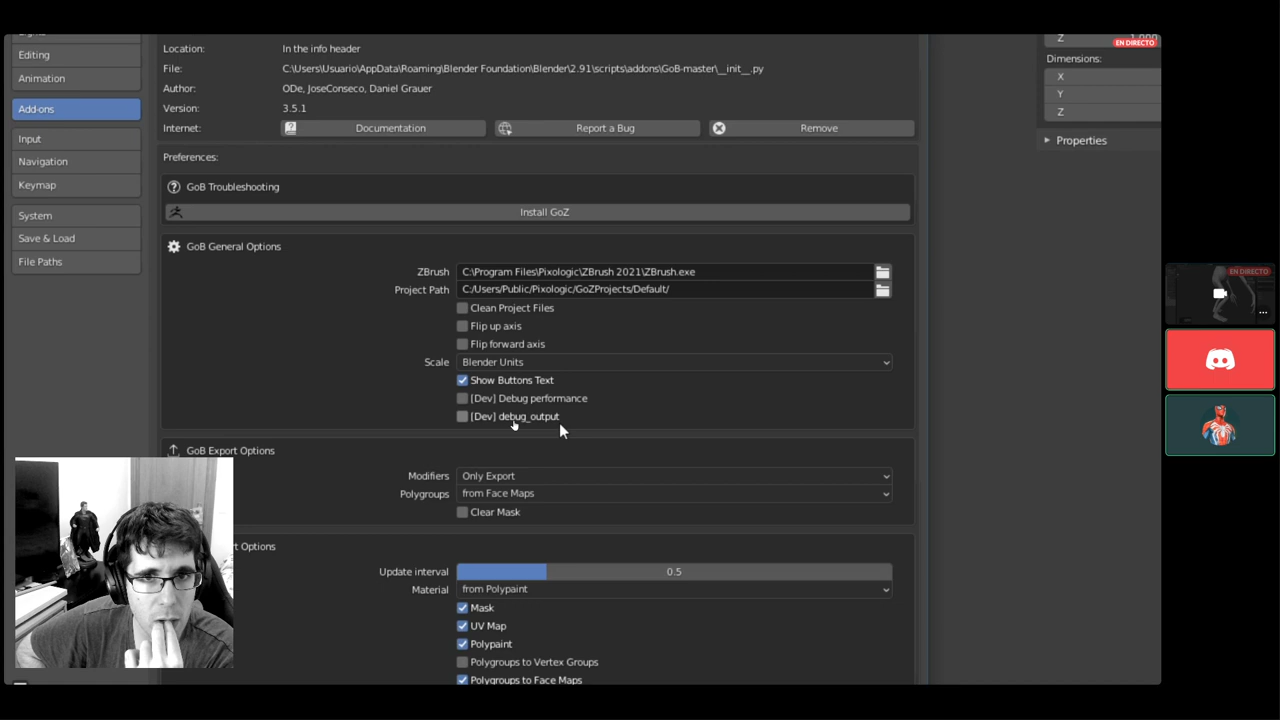 Editing
Animation
Add-ons
Input
Navigation
Keymap
System
Save & Load
File Paths
Location: In the info header
File: C:\Users\Usuario\AppData\Roaming\Blender Foundation\Blender\2.91\scripts\addons\GoB-master\__init__.py
Author: ODe, JoseConseco, Daniel Grauer
Version: 3.5.1
Internet: Documentation Report a Bug Remove
Preferences:
GoB Troubleshooting
Install GoZ
GoB General Options
ZBrush C:\Program Files\Pixologic\ZBrush 2021\ZBrush.exe
Project Path C:/Users/Public/Pixologic/GoZProjects/Default/
Clean Project Files
Flip up axis
Flip forward axis
Scale Blender Units
Show Buttons Text
[Dev] Debug performance
[Dev] debug_output
GoB Export Options
Modifiers Only Export
Polygroups from Face Maps
Clear Mask
Options
Update interval 0.5
Material from Polypaint
Mask
UV Map
Polypaint
Polygroups to Vertex Groups
Polygroups to Face Maps
Z
EN DIRECTO
Dimensions:
X
Y
Z
Properties
EN DIRECTO